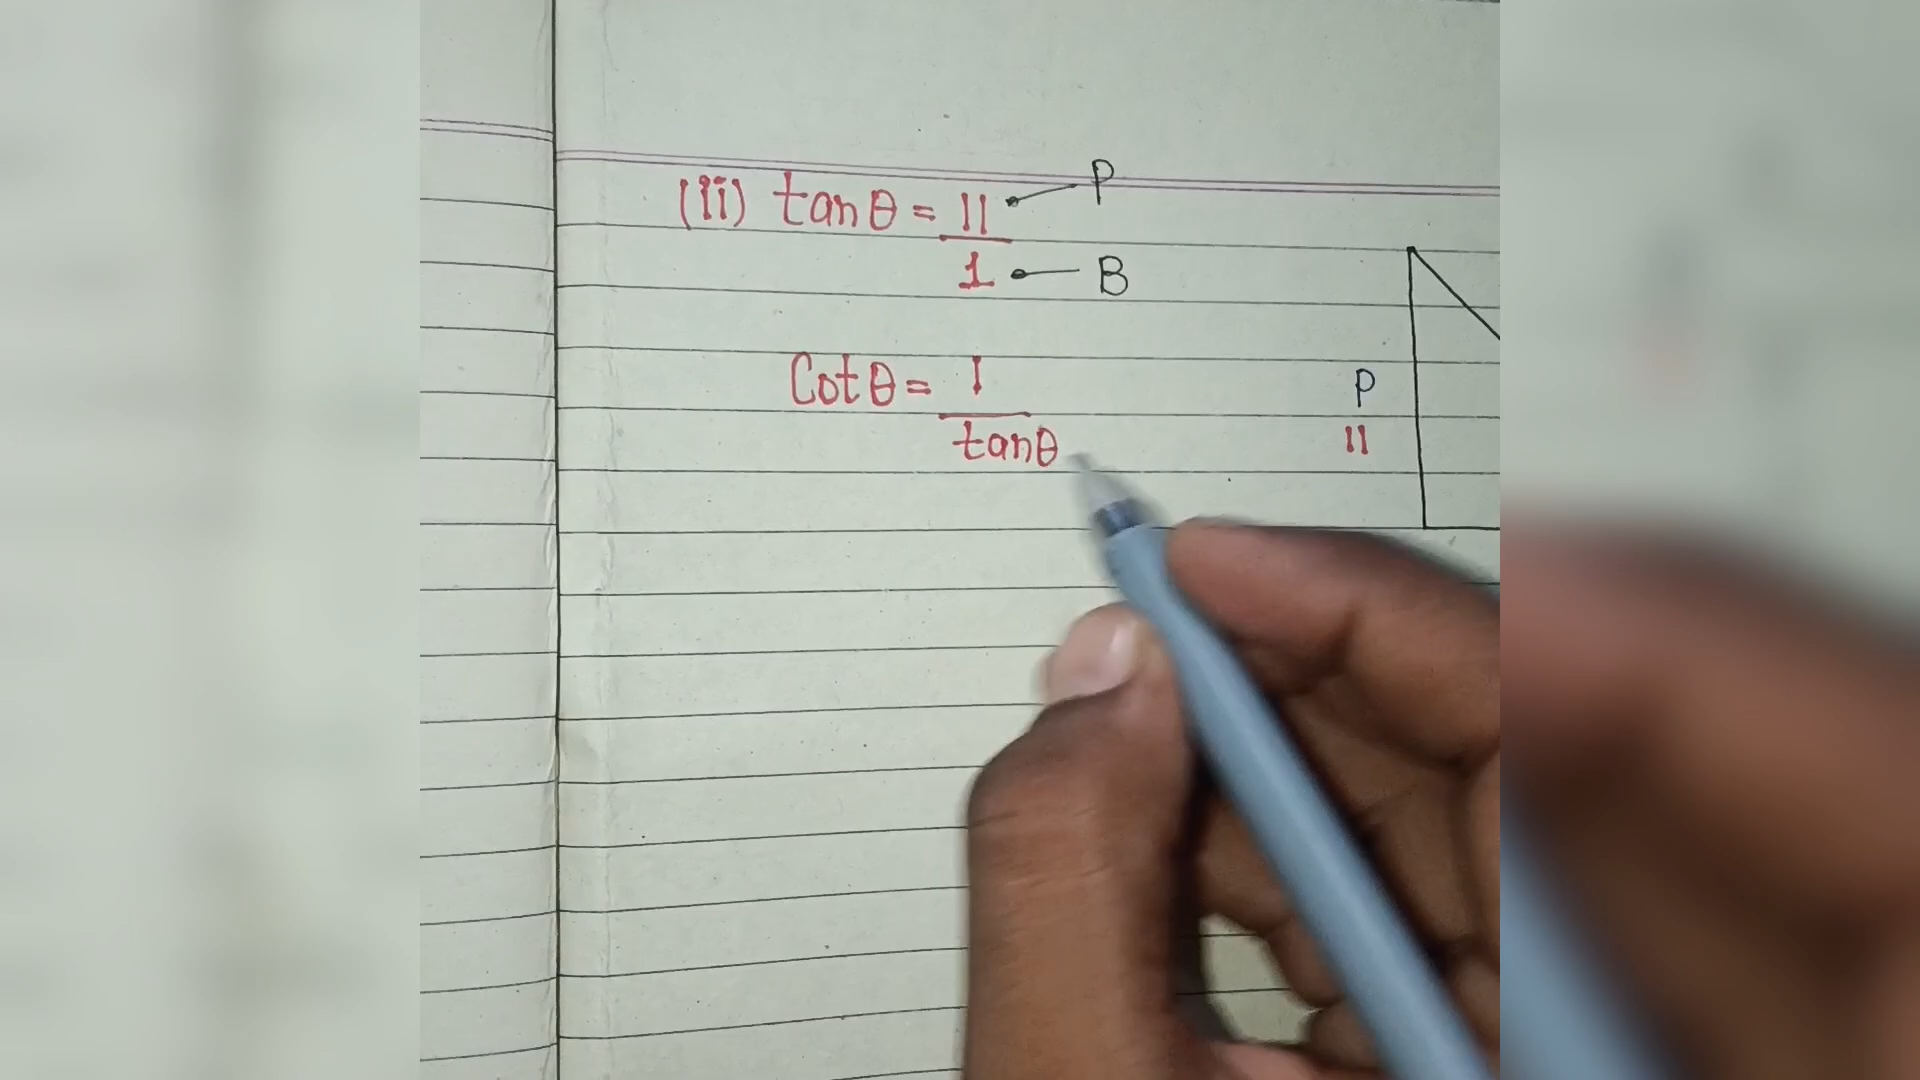 (ii) tanθ = 11 P
1 B
Cotθ = 1
tanθ
P
11